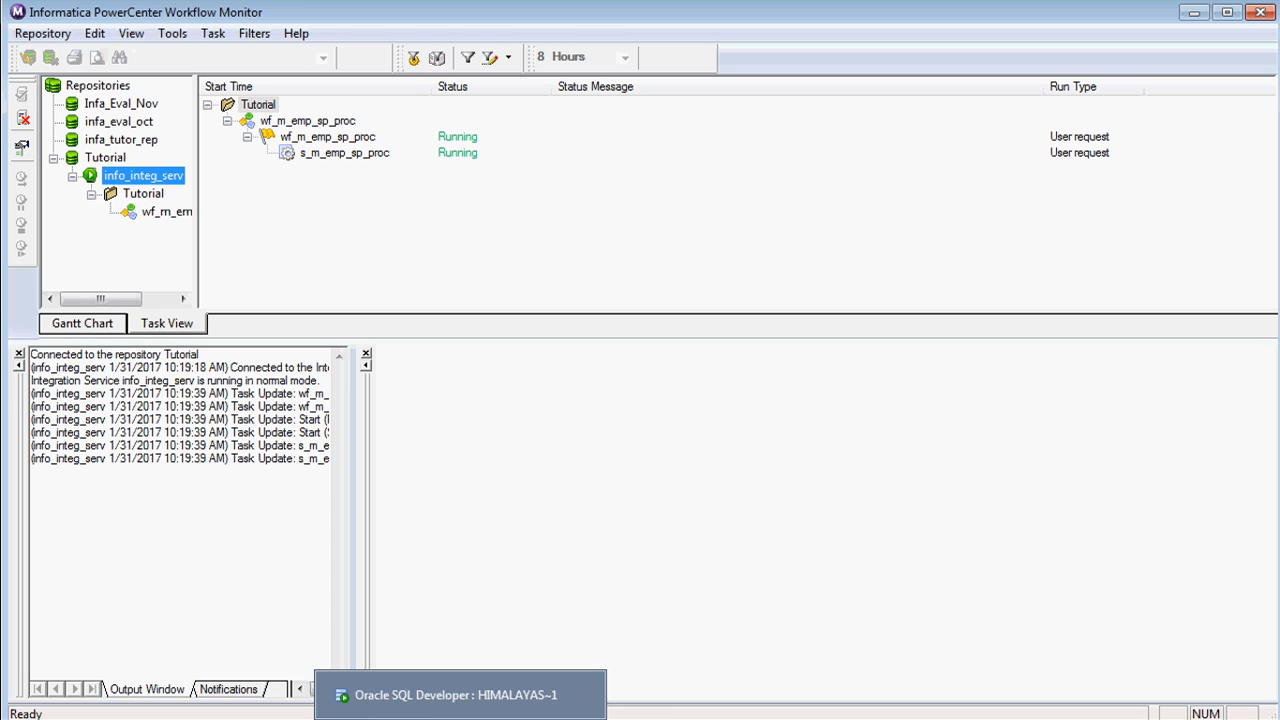 Informatica PowerCenter Workflow Monitor
Repository Edit View Tools Task Filters Help
8 Hours
Repositories
Infa_Eval_Nov
infa_eval_oct
infa_tutor_rep
Tutorial
info_integ_serv
Tutorial
wf_m_em
Start Time Status Status Message Run Type
Tutorial
wf_m_emp_sp_proc
wf_m_emp_sp_proc Running User request
s_m_emp_sp_proc Running User request
Gantt Chart Task View
Connected to the repository Tutorial
(info_integ_serv 1/31/2017 10:19:18 AM) Connected to the Inte
Integration Service info_integ_serv is running in normal mode.
(info_integ_serv 1/31/2017 10:19:39 AM) Task Update: wf_m_
(info_integ_serv 1/31/2017 10:19:39 AM) Task Update: wf_m_
(info_integ_serv 1/31/2017 10:19:39 AM) Task Update: Start (
(info_integ_serv 1/31/2017 10:19:39 AM) Task Update: Start (
(info_integ_serv 1/31/2017 10:19:39 AM) Task Update: s_m_e
(info_integ_serv 1/31/2017 10:19:39 AM) Task Update: s_m_e
Output Window Notifications
Oracle SQL Developer : HIMALAYAS~1
Ready NUM